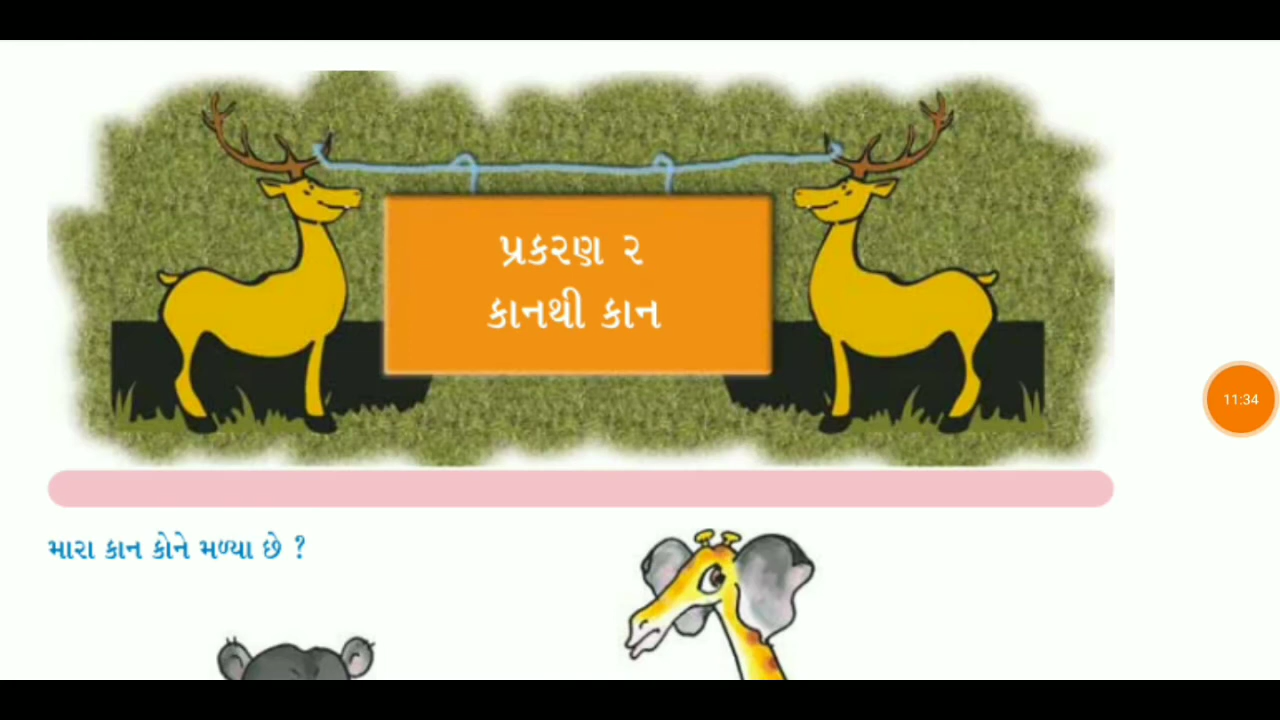 પ્રકરણ ૨
કાનથી કાન
11:34
મારા કાન કોને મળ્યા છે ?